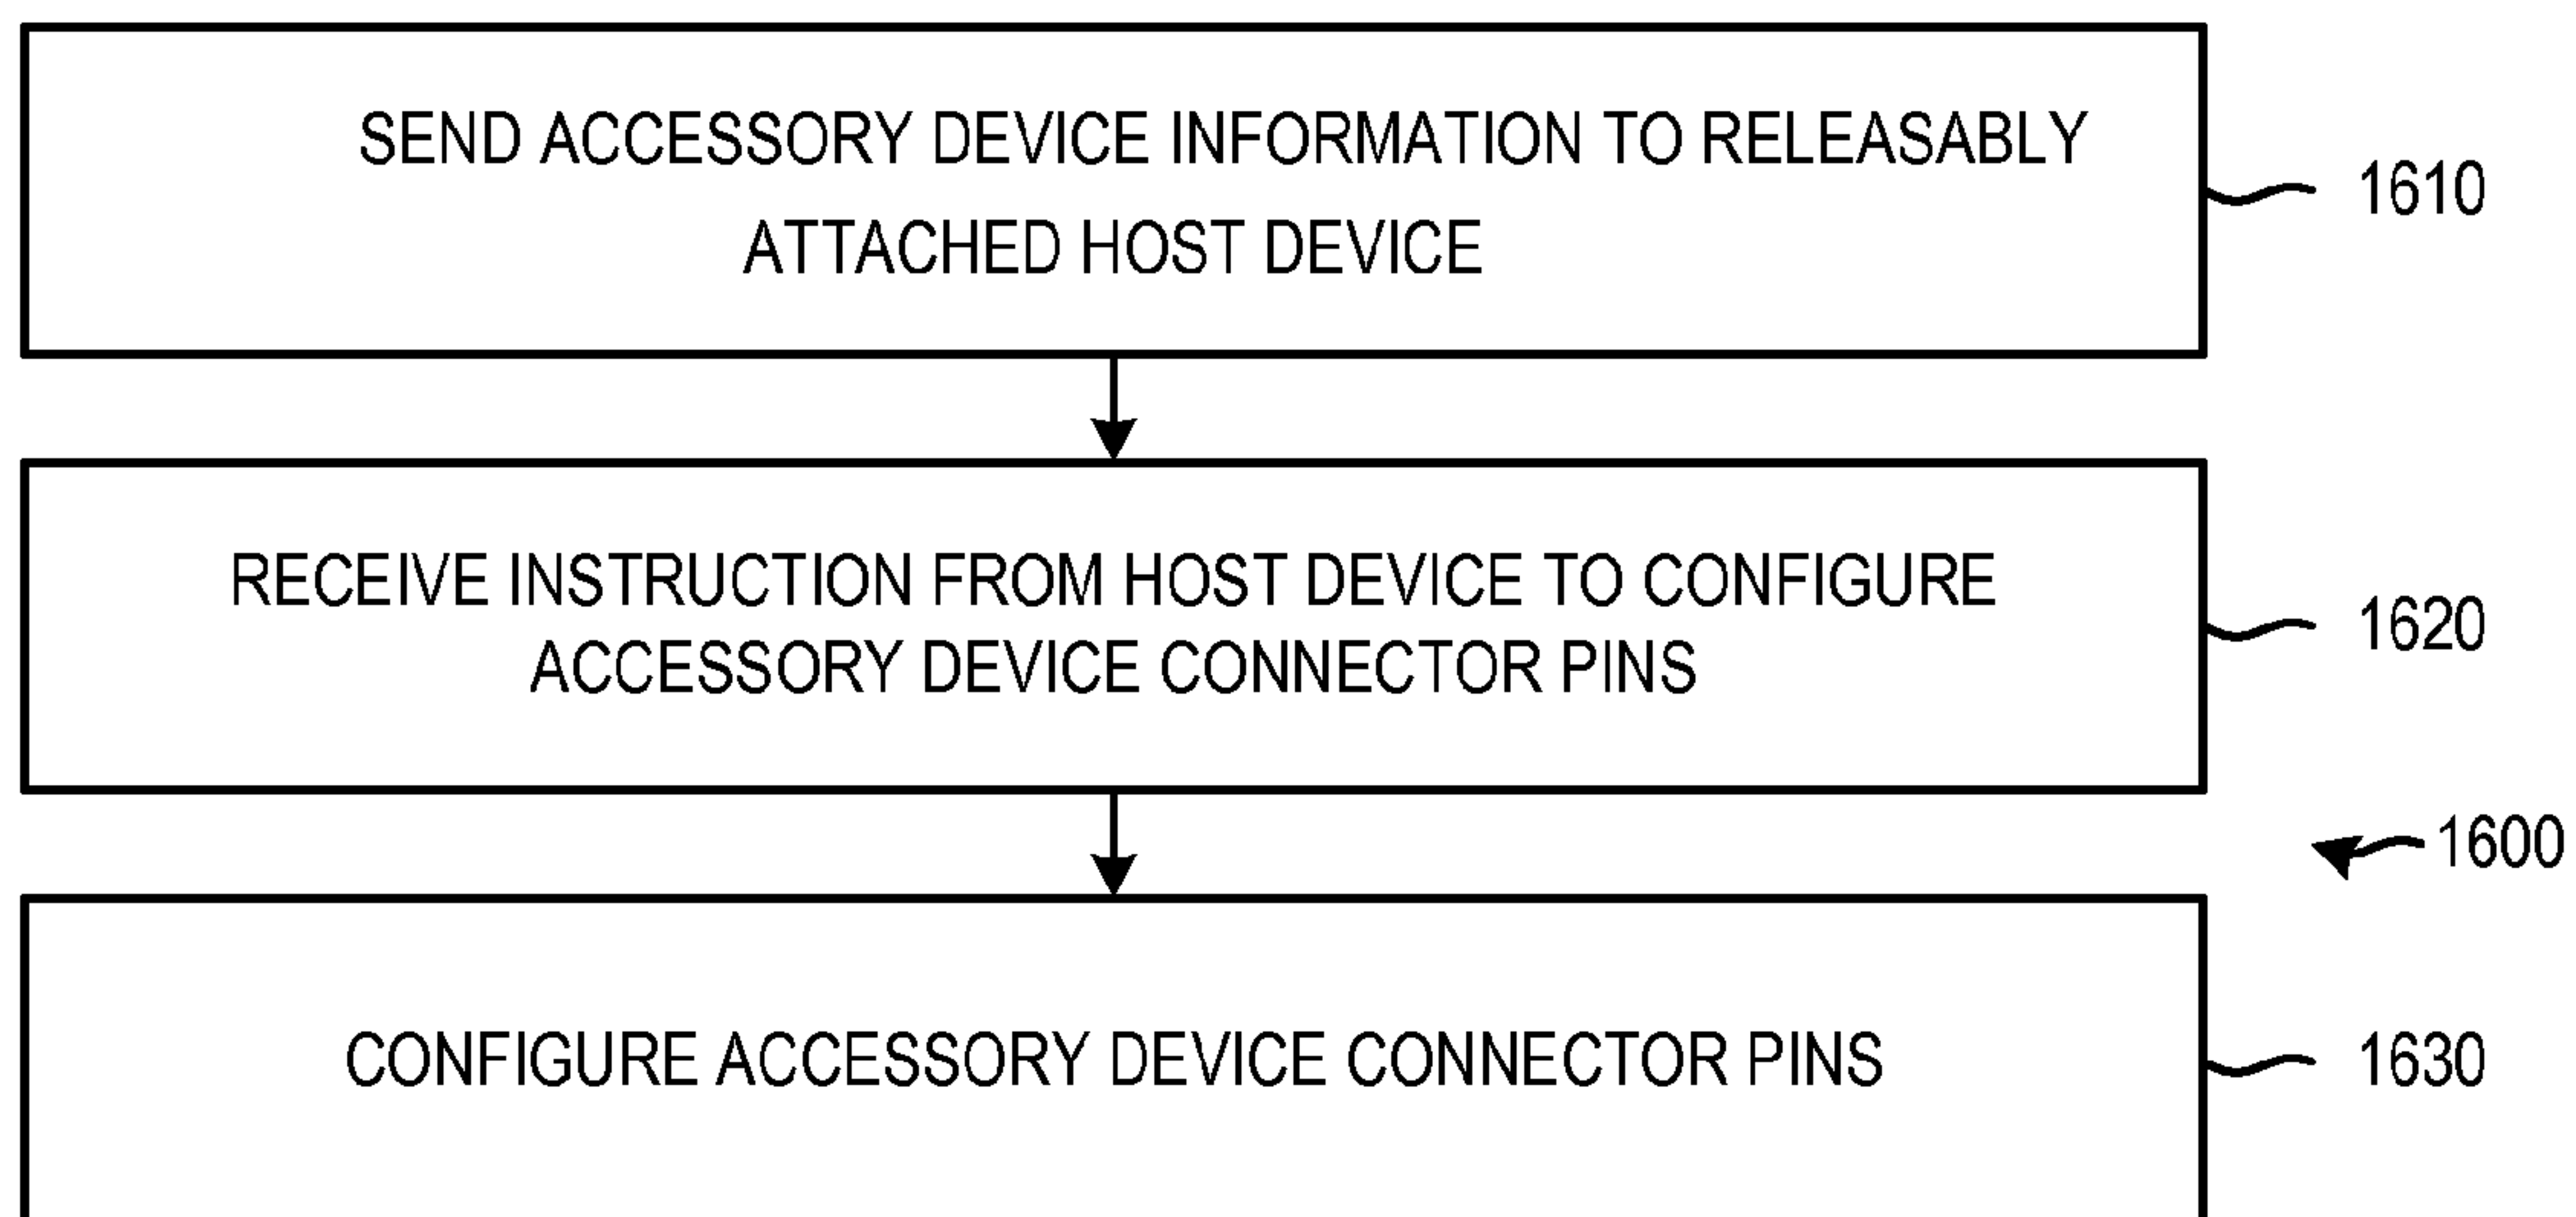 SEND ACCESSORY DEVICE INFORMATION TO RELEASABLY
ATTACHED HOST DEVICE
1610
RECEIVE INSTRUCTION FROM HOST DEVICE TO CONFIGURE
ACCESSORY DEVICE CONNECTOR PINS
1620
1600
CONFIGURE ACCESSORY DEVICE CONNECTOR PINS
1630